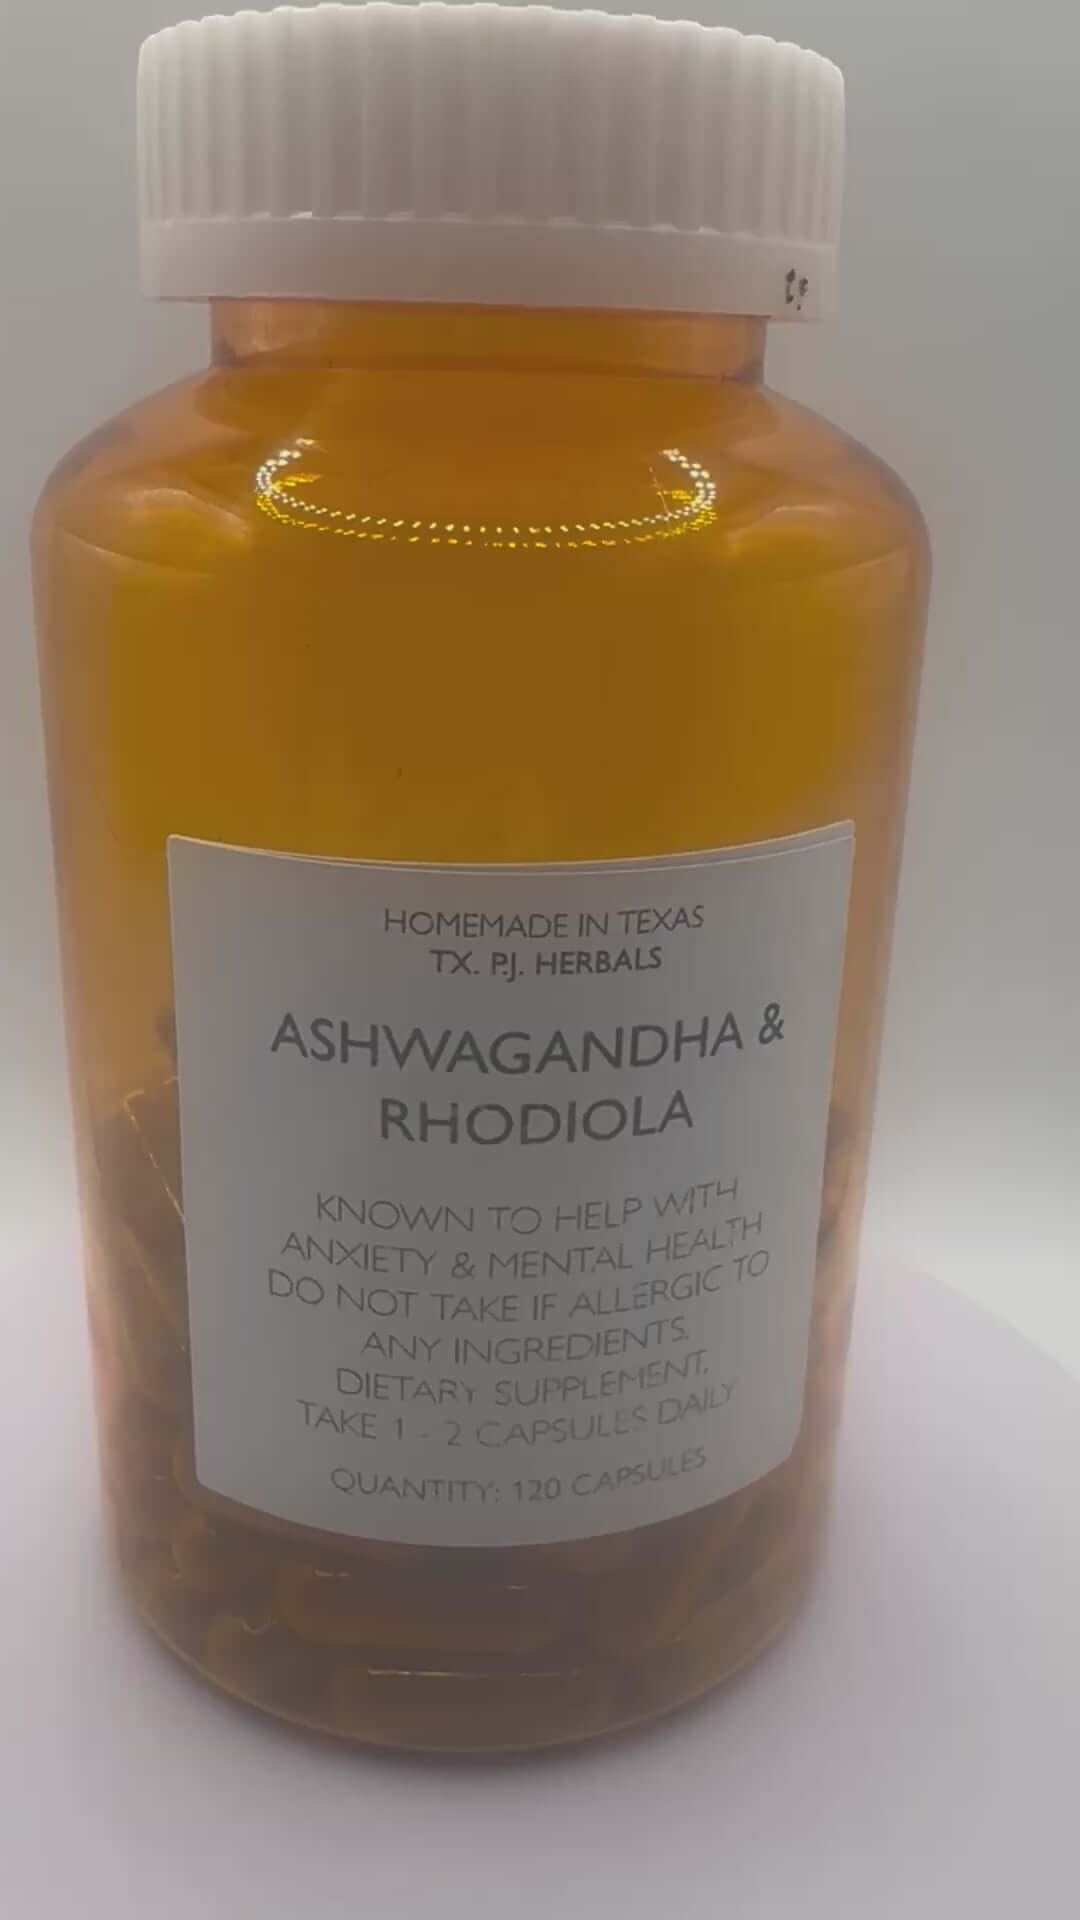 HOMEMADE IN TEXAS
TX. P.J. HERBALS
ASHWAGANDHA &
RHODIOLA
KNOWN TO HELP WITH
ANXIETY & MENTAL HEALTH
DO NOT TAKE IF ALLERGIC TO
ANY INGREDIENTS.
DIETARY SUPPLEMENT.
TAKE 1 - 2 CAPSULES DAILY
QUANTITY: 120 CAPSULES